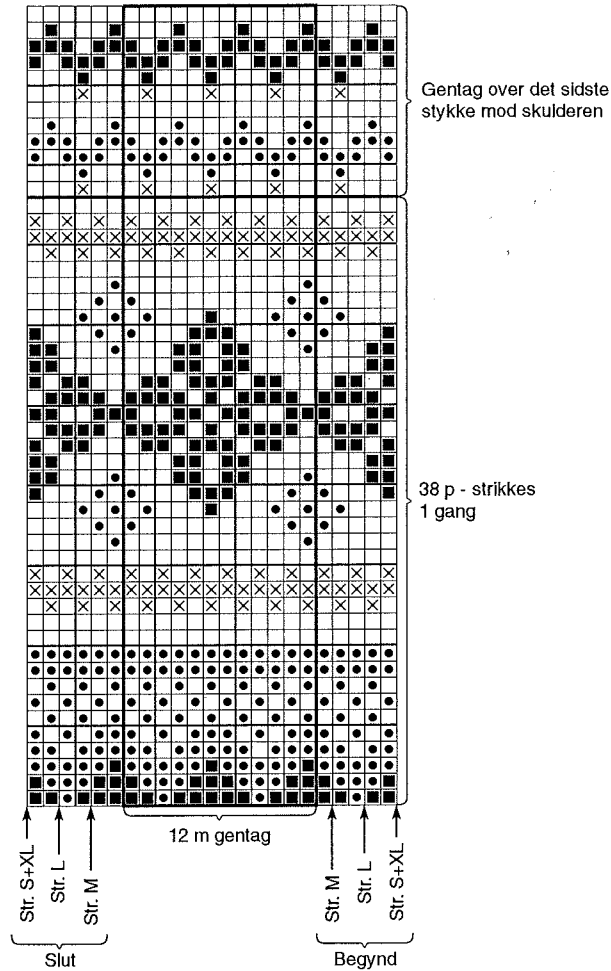 Gentag over det sidste
stykke mod skulderen
38 p - strikkes
1 gang
12 m gentag
Str. S+XL
Str. L
Str. M
Str. M
Str. L
Str. S+XL
Slut
Begynd